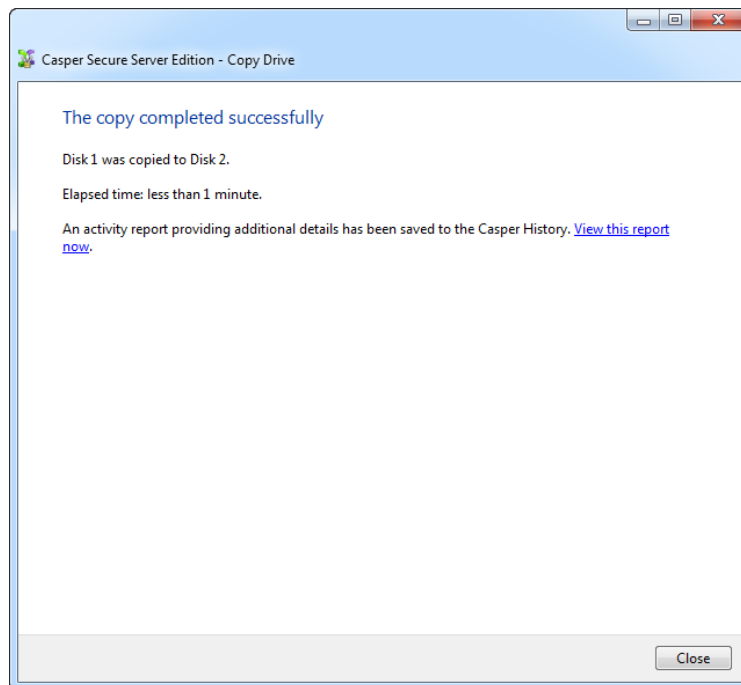 Casper Secure Server Edition - Copy Drive
The copy completed successfully
Disk 1 was copied to Disk 2.
Elapsed time: less than 1 minute.
An activity report providing additional details has been saved to the Casper History. View this report
now.
Close